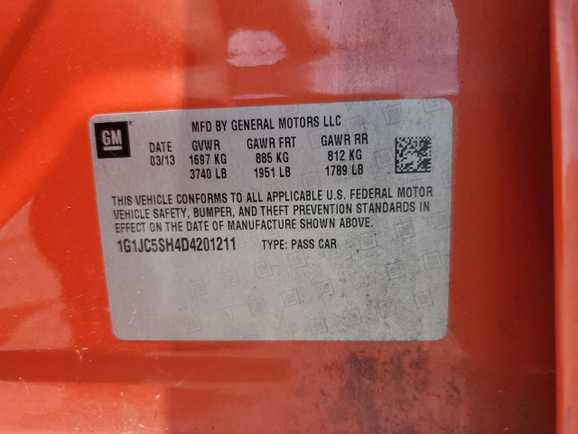 GM
MFD BY GENERAL MOTORS LLC
DATE GVWR GAWR FRT GAWR RR
03/13 1697 KG 885 KG 812 KG
3740 LB 1951 LB 1789 LB
THIS VEHICLE CONFORMS TO ALL APPLICABLE U.S. FEDERAL MOTOR
VEHICLE SAFETY, BUMPER, AND THEFT PREVENTION STANDARDS IN
EFFECT ON THE DATE OF MANUFACTURE SHOWN ABOVE.
1G1JC5SH4D4201211 TYPE: PASS CAR